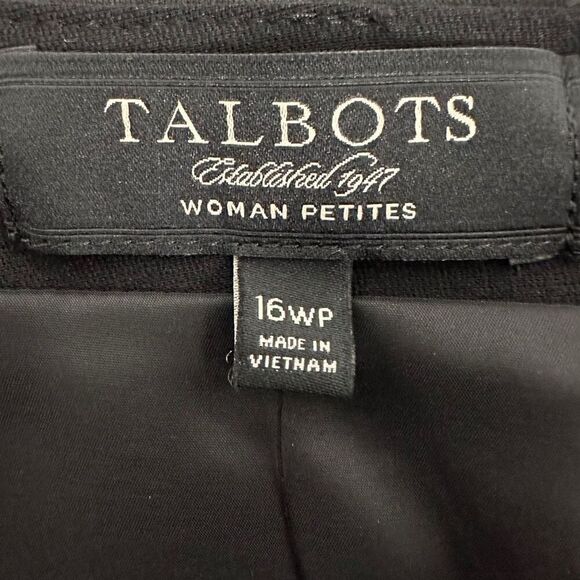 TALBOTS
Established 1947
WOMAN PETITES
16WP
MADE IN
VIETNAM